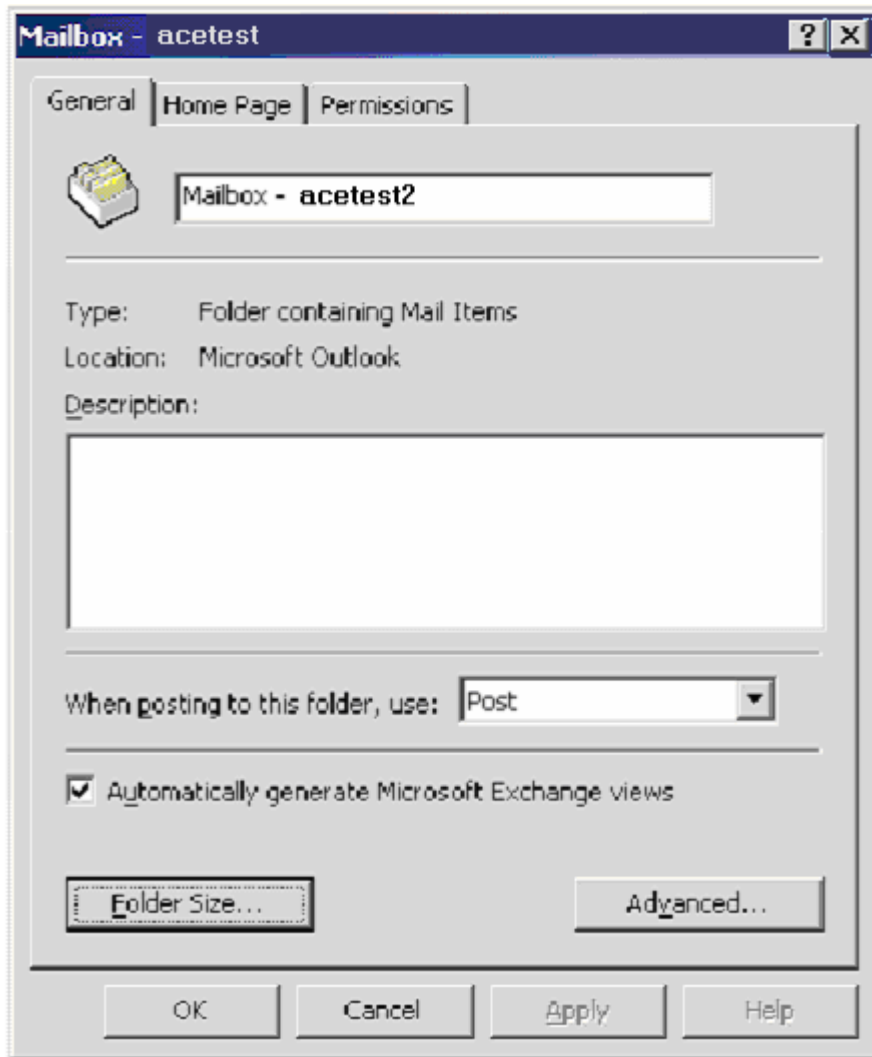 Mailbox - acetest
General Home Page Permissions
Mailbox - acetest2
Type: Folder containing Mail Items
Location: Microsoft Outlook
Description:
When posting to this folder, use: Post
Automatically generate Microsoft Exchange views
Folder Size... Advanced...
OK Cancel Apply Help